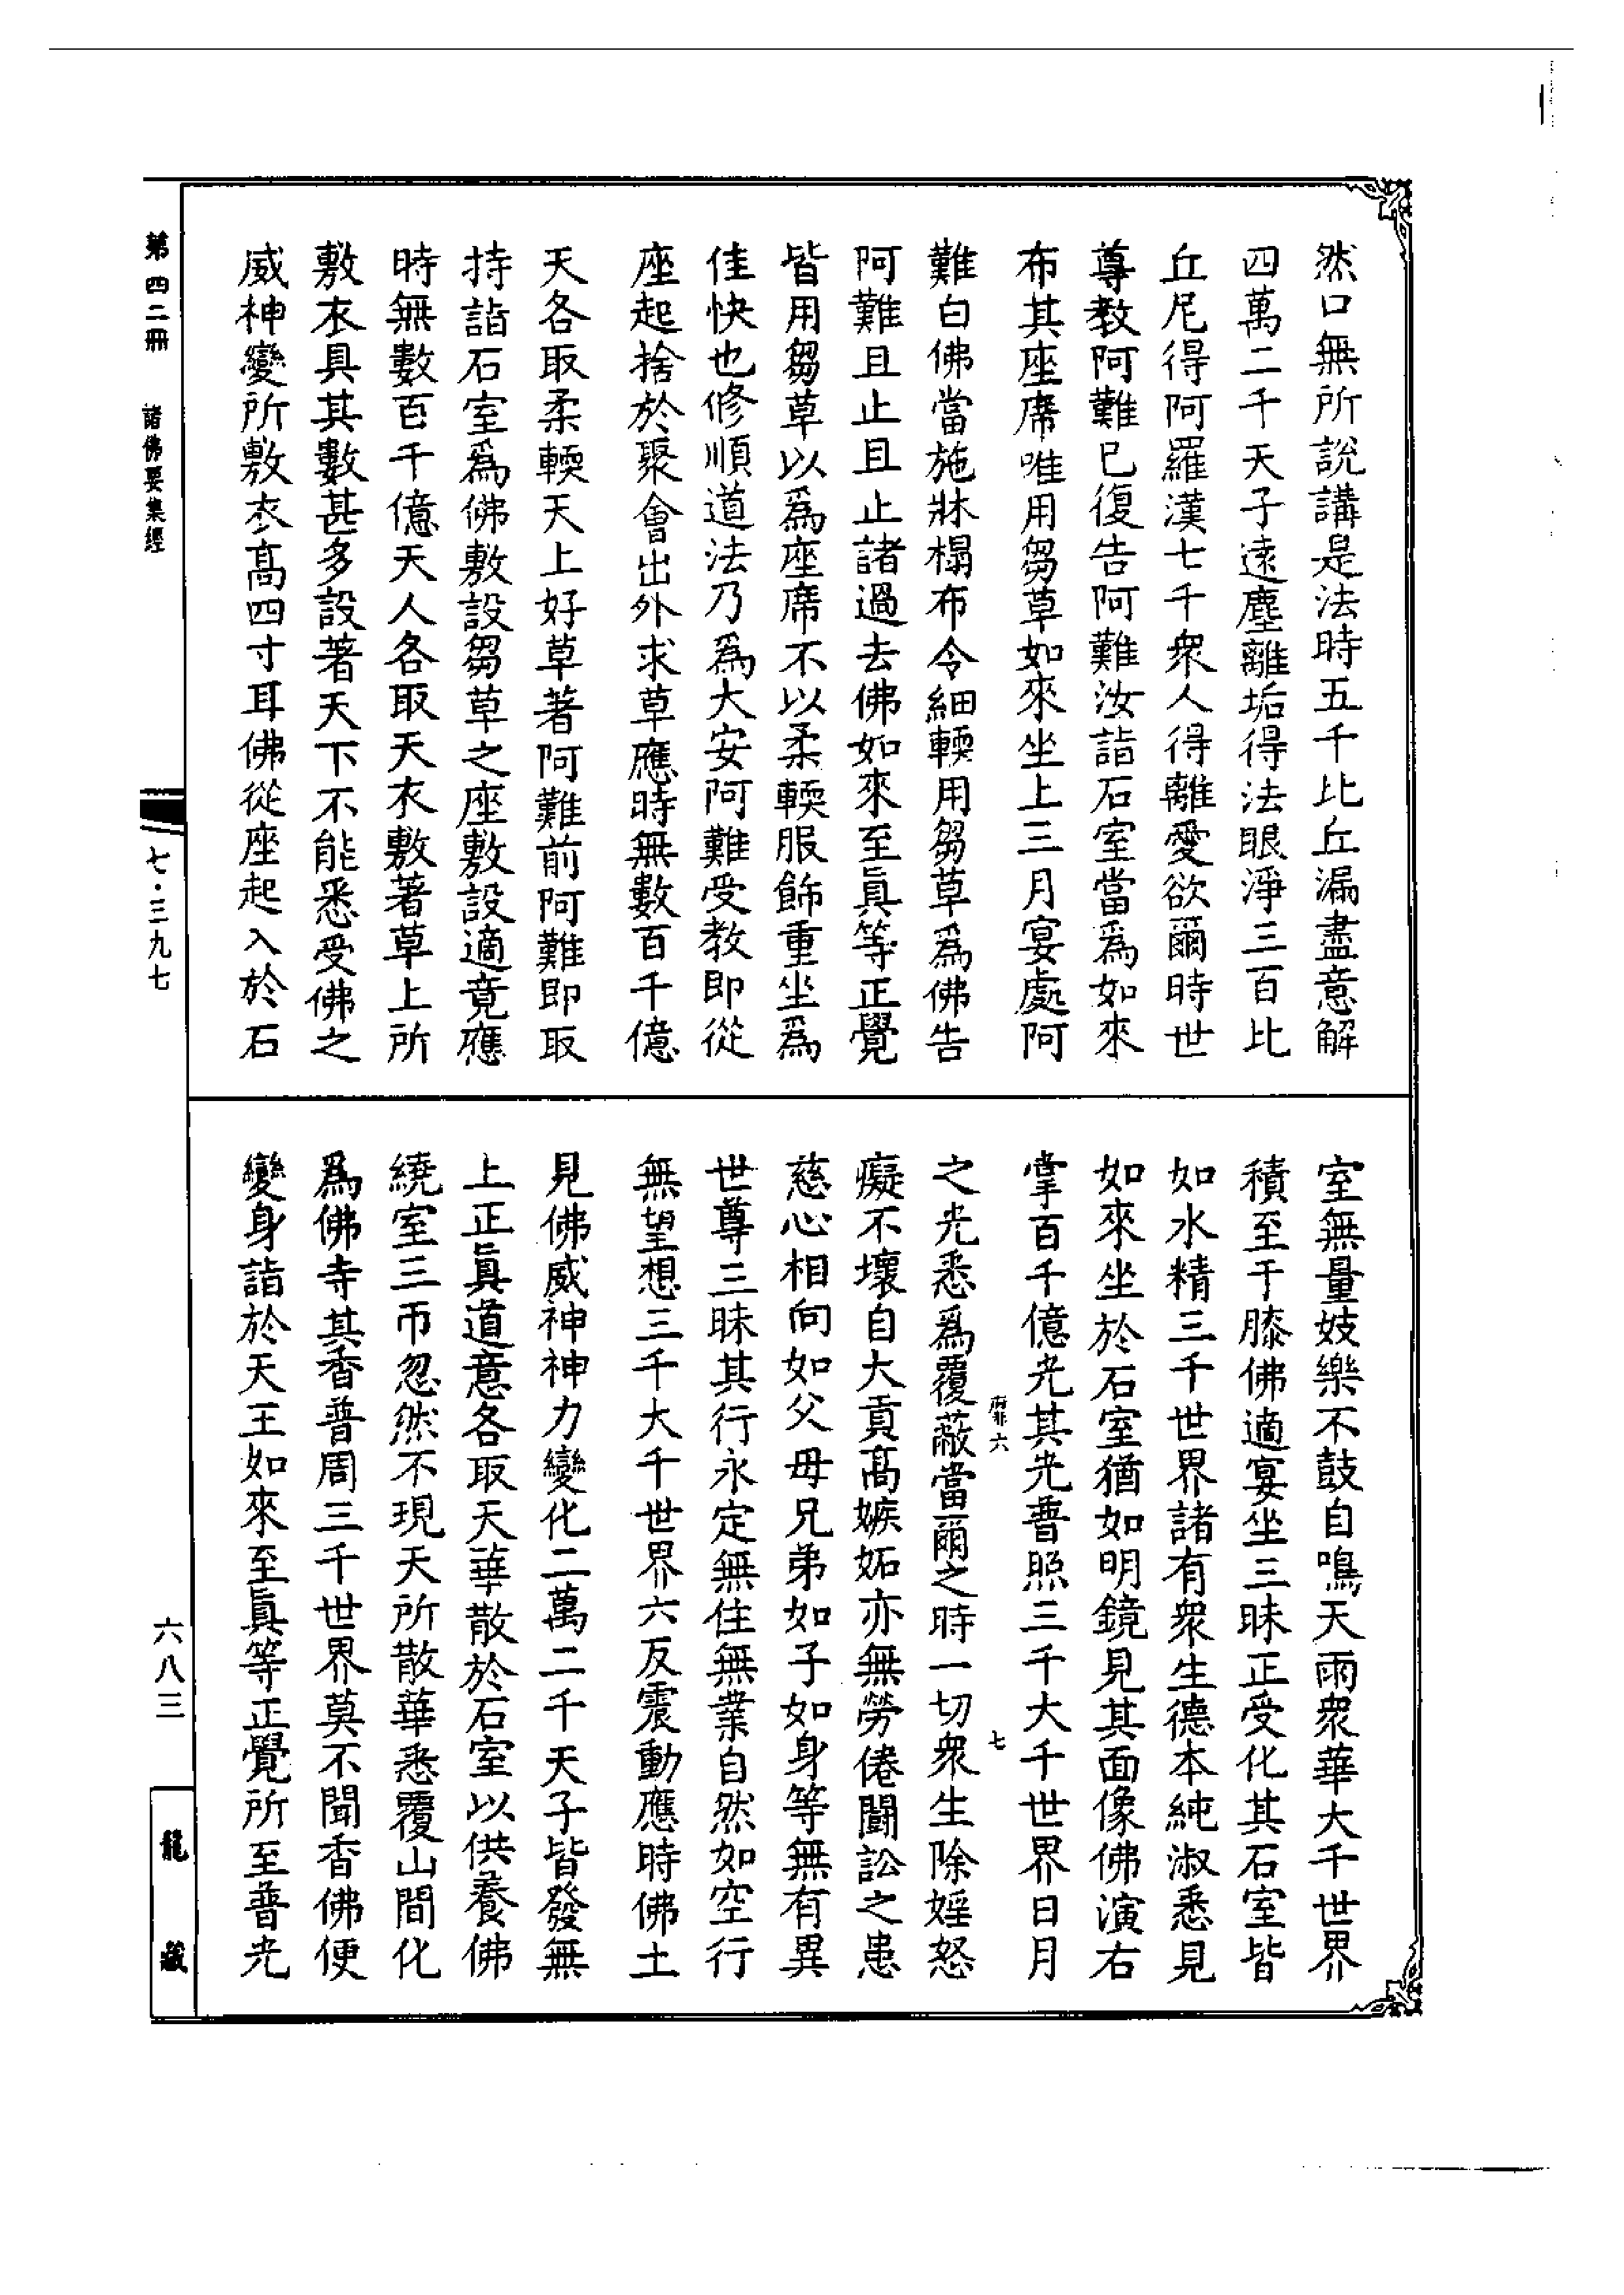 然口無所說講是法時五千比丘漏盡意解
四萬二千天子遠塵離垢得法眼淨三百比
丘尼得阿羅漢七千衆人得離愛欲爾時世
尊教阿難已復告阿難汝詣石室當爲如來
布其座席唯用芻草如來坐上三月宴處阿
難白佛當施牀榻布令細輭用芻草爲佛告
阿難且止且止諸過去佛如來至眞等正覺
皆用芻草以爲座席不以柔輭服飾重坐爲
佳快也修順道法乃爲大安阿難受教即從
座起捨於聚會出外求草應時無數百千億
天各取柔輭天上好草著阿難前阿難即取
持詣石室爲佛敷設芻草之座敷設適竟應
時無數百千億天人各取天衣敷著草上所
敷衣具其數甚多設著天下不能悉受佛之
威神變所敷衣高四寸耳佛從座起入於石
室無量妓樂不鼓自鳴天雨衆華大千世界
積至于膝佛適宴坐三昧正受化其石室皆
如水精三千世界諸有衆生德本純淑悉見
如來坐於石室猶如明鏡見其面像佛演右
掌百千億光其光普照三千大千世界日月
之光悉爲覆蔽當爾之時一切衆生除婬怒
癡不壞自大貢高嫉妬亦無勞倦鬪訟之患
慈心相向如父母兄弟如子如身等無有異
世尊三昧其行永定無住無業自然如空行
無望想三千大千世界六反震動應時佛土
見佛威神神力變化二萬二千天子皆發無
上正眞道意各取天華散於石室以供養佛
繞室三帀忽然不現天所散華悉覆山間化
爲佛寺其香普周三千世界莫不聞香佛便
變身詣於天王如來至眞等正覺所至普光
六
七
第四二冊
諸佛要集經
七·三九七
六八三
龍藏